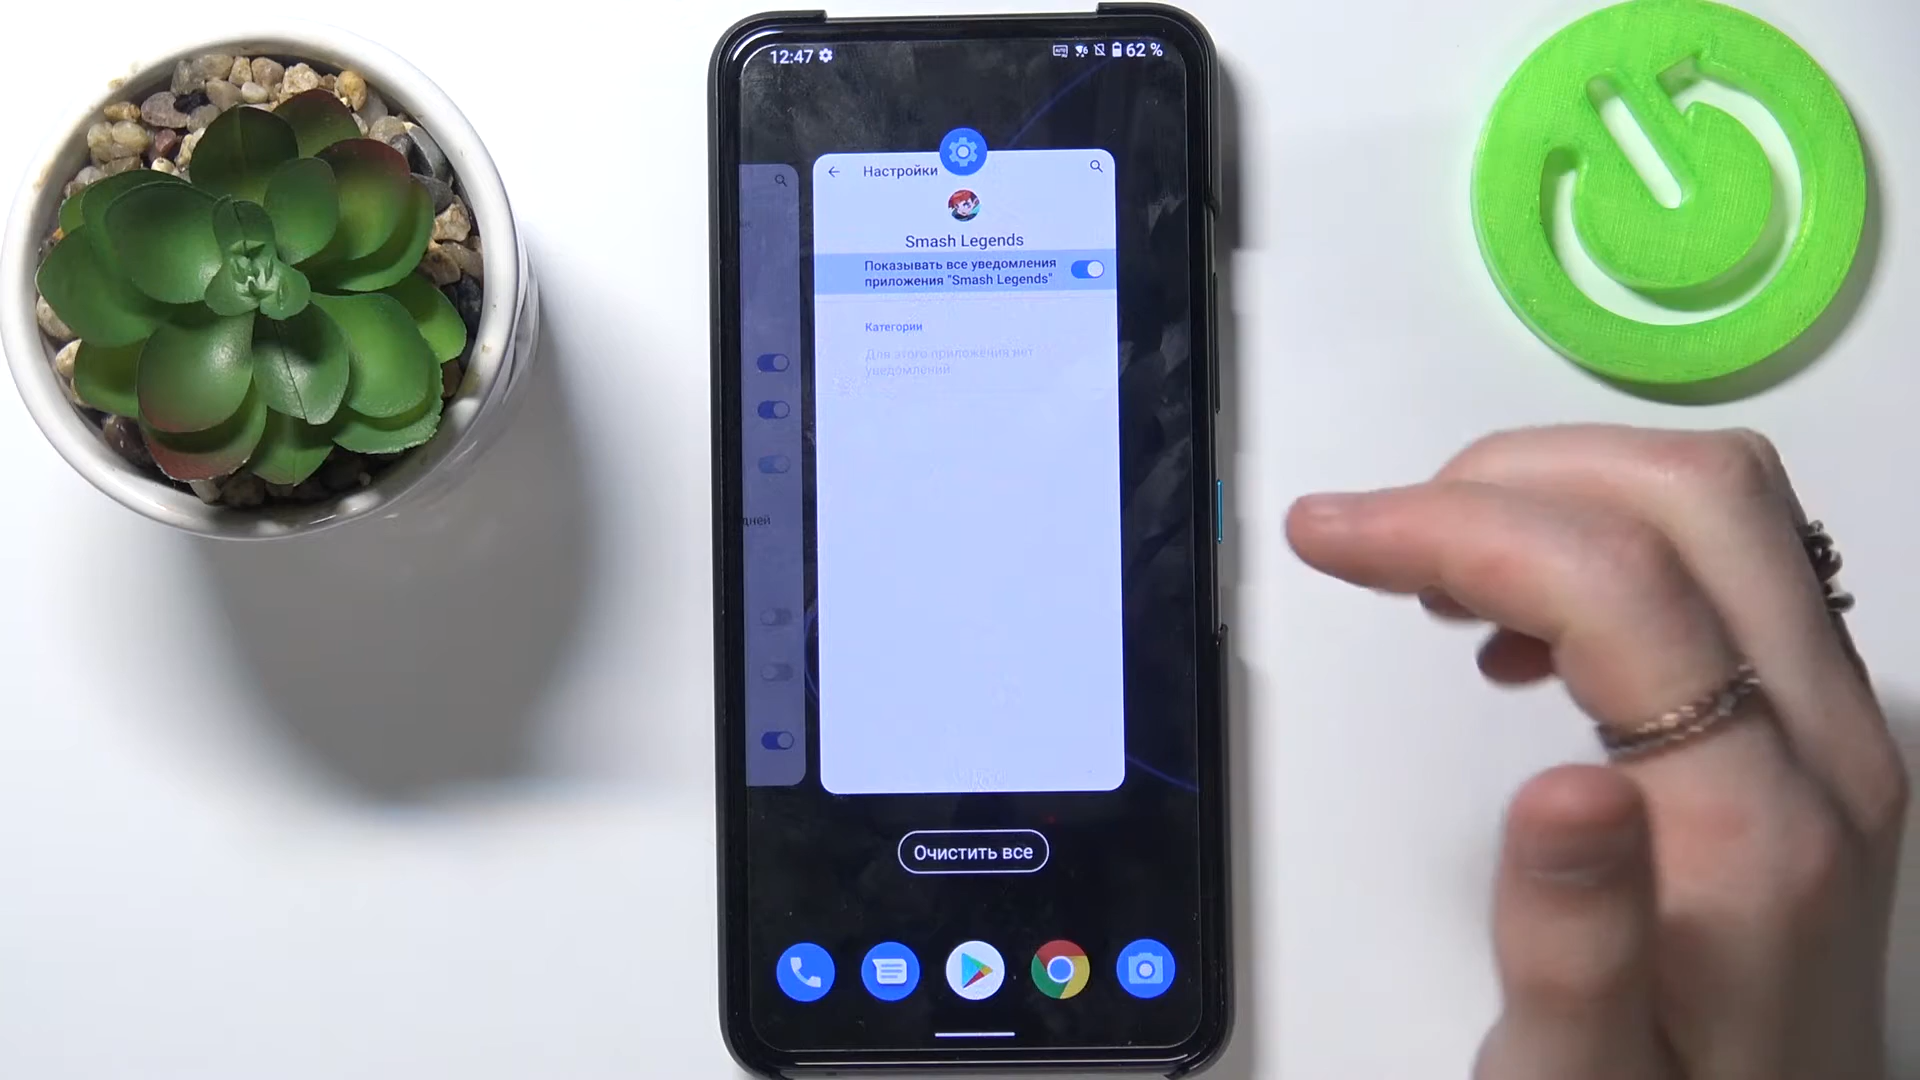 12:47
62 %
Настройки
Smash Legends
Показывать все уведомления
приложения "Smash Legends"
Категории
Для этого приложения нет
уведомлений
дней
Очистить все